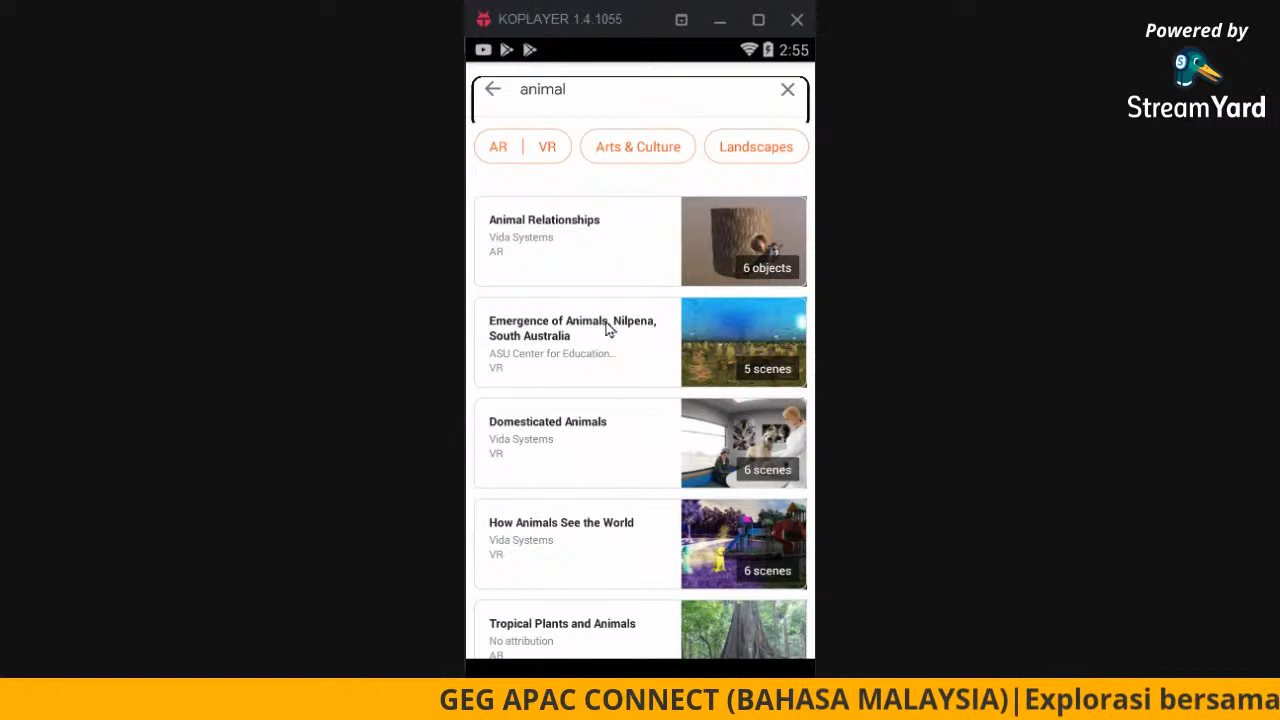 KOPLAYER 1.4.1055
2:55
Powered by
S
StreamYard
animal
AR | VR
Arts & Culture
Landscapes
Animal Relationships
Vida Systems
AR
6 objects
Emergence of Animals, Nilpena,
South Australia
ASU Center for Education...
VR
5 scenes
Domesticated Animals
Vida Systems
VR
6 scenes
How Animals See the World
Vida Systems
VR
6 scenes
Tropical Plants and Animals
No attribution
AR
GEG APAC CONNECT (BAHASA MALAYSIA)|Explorasi bersama